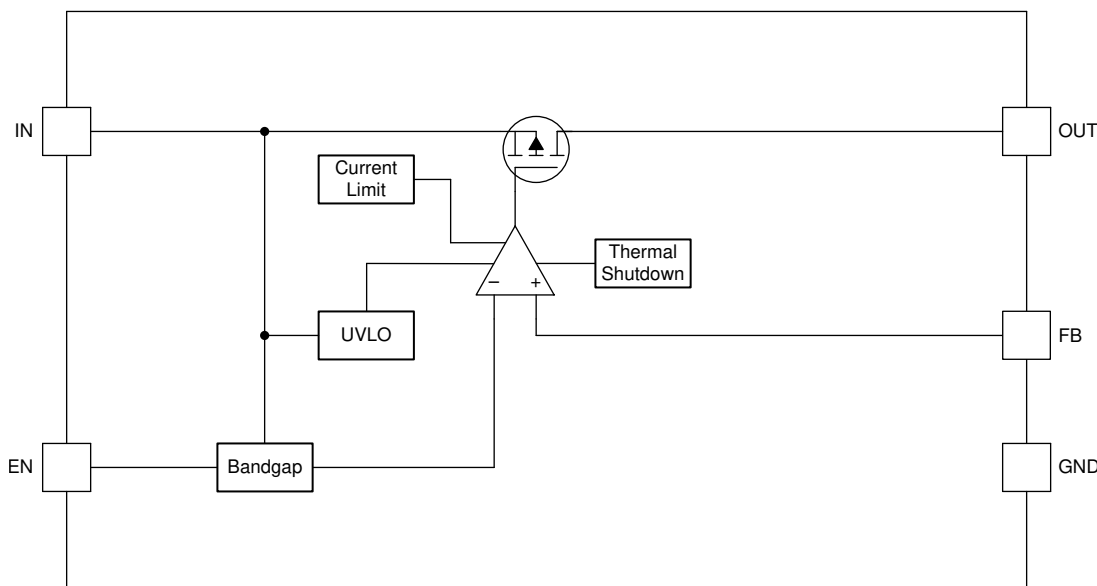 IN
OUT
Current
Limit
Thermal
Shutdown
− +
UVLO
FB
EN
Bandgap
GND